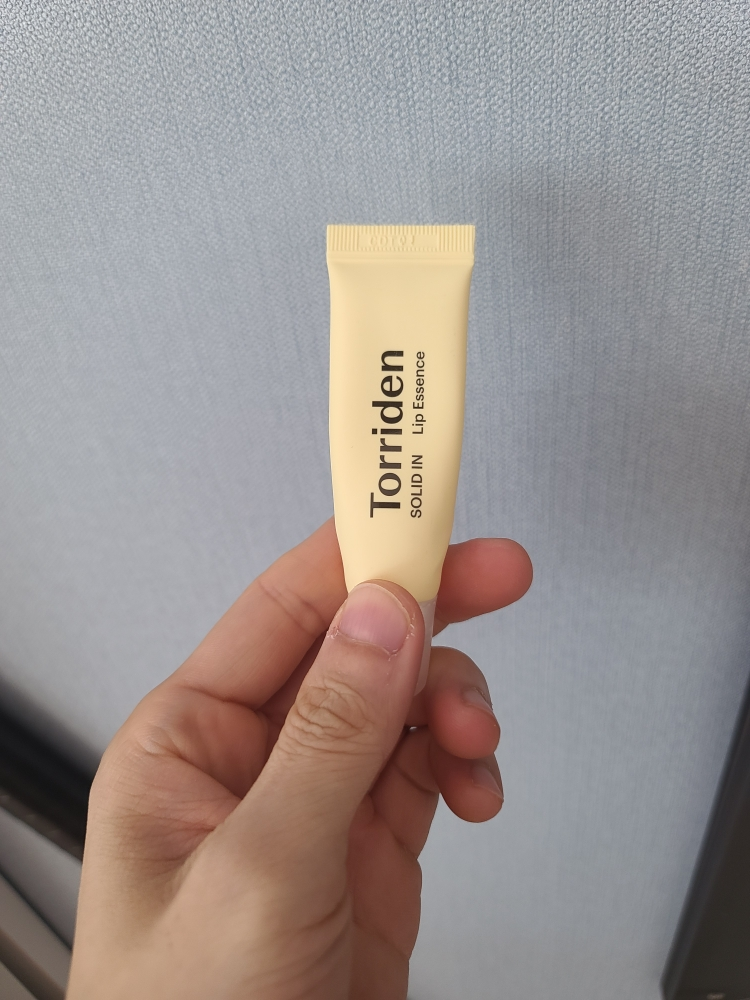 Torriden
SOLID IN Lip Essence